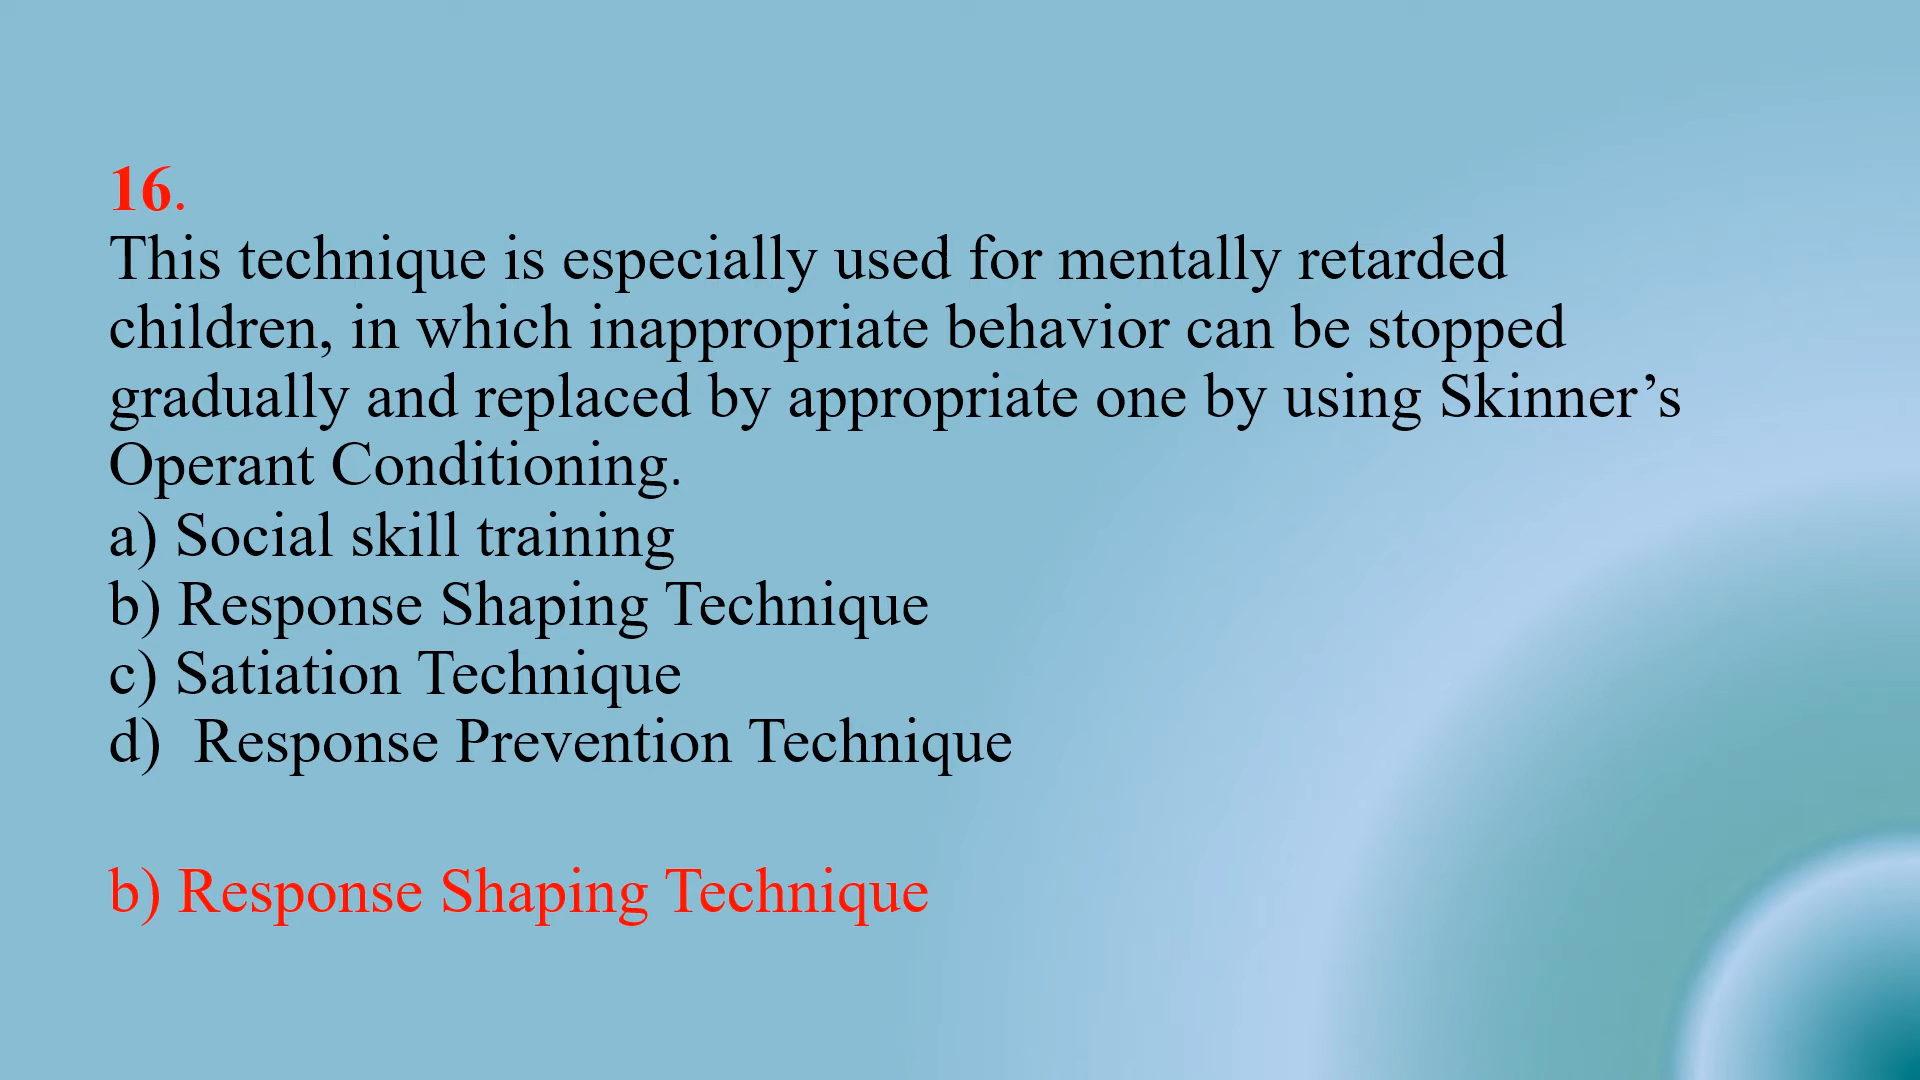 16.
This technique is especially used for mentally retarded
children, in which inappropriate behavior can be stopped
gradually and replaced by appropriate one by using Skinner’s
Operant Conditioning.
a) Social skill training
b) Response Shaping Technique
c) Satiation Technique
d)  Response Prevention Technique
b) Response Shaping Technique